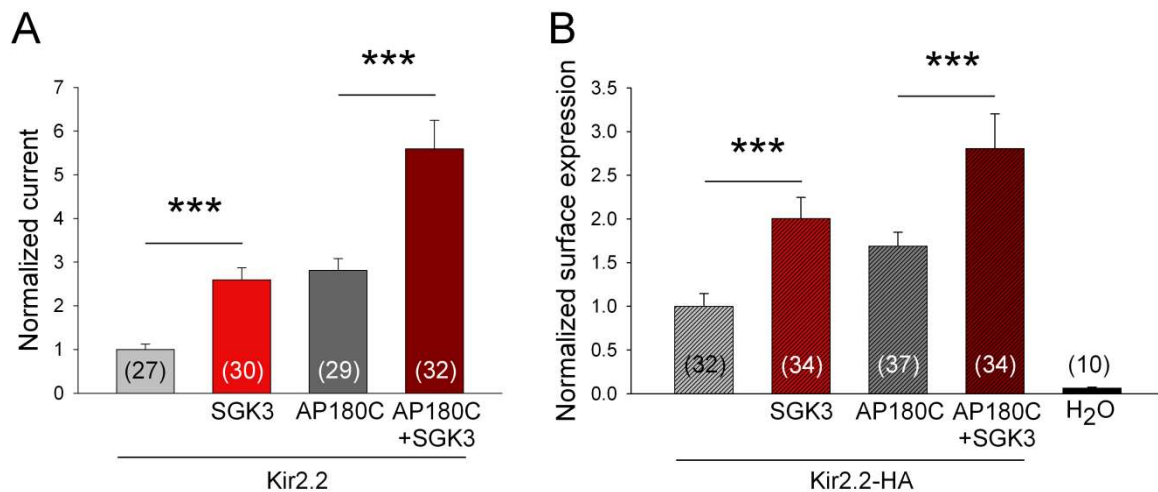 A
Normalized current
7
6
5
4
3
2
1
0
***
***
(27)
(30)
(29)
(32)
SGK3
AP180C
AP180C
+SGK3
Kir2.2
B
Normalized surface expression
3.5
3.0
2.5
2.0
1.5
1.0
0.5
0.0
***
***
(32)
(34)
(37)
(34)
(10)
SGK3
AP180C
AP180C
+SGK3
H2O
Kir2.2-HA